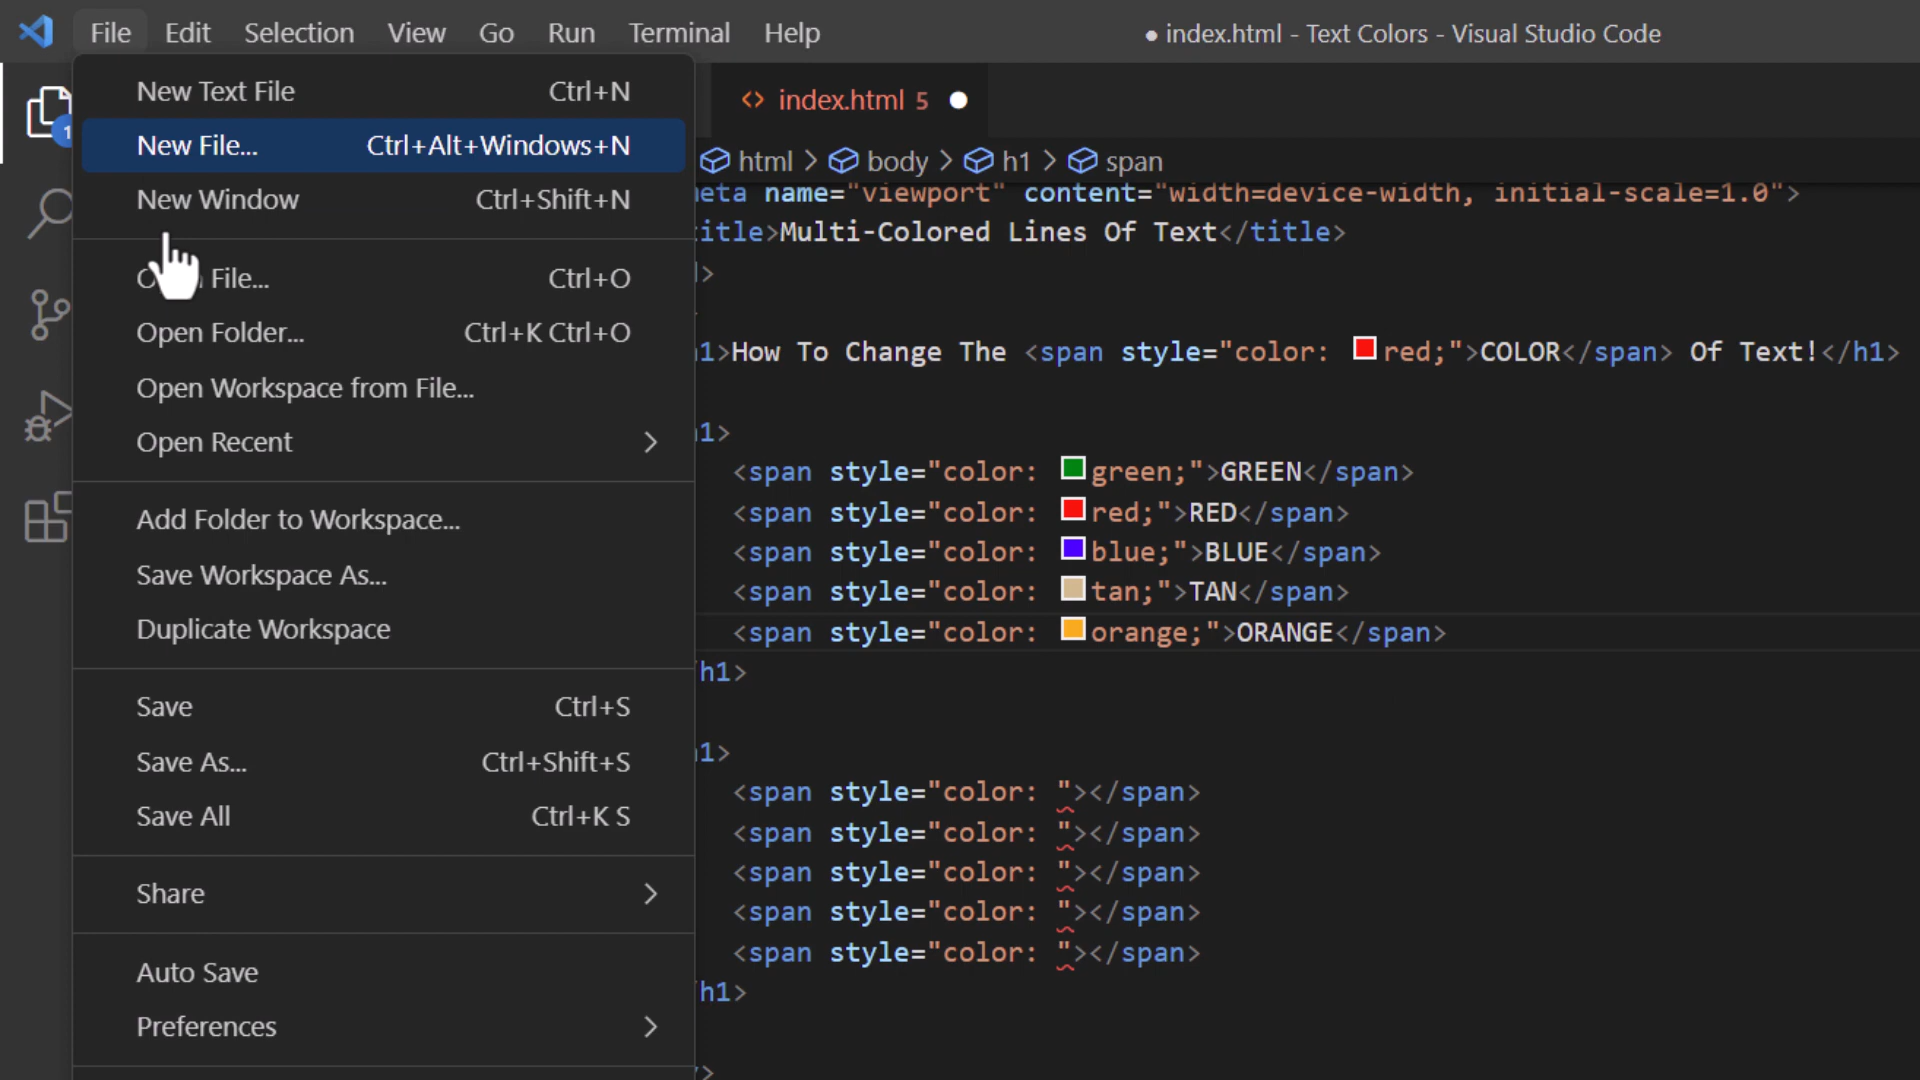 File Edit Selection View Go Run Terminal Help
● index.html - Text Colors - Visual Studio Code
1
New Text File Ctrl+N
New File... Ctrl+Alt+Windows+N
New Window Ctrl+Shift+N
File... Ctrl+O
Open Folder... Ctrl+K Ctrl+O
Open Workspace from File...
Open Recent >
Add Folder to Workspace...
Save Workspace As...
Duplicate Workspace
Save Ctrl+S
Save As... Ctrl+Shift+S
Save All Ctrl+K S
Share >
Auto Save
Preferences >
<> index.html 5 ●
html > body > h1 > span
eta name="viewport" content="width=device-width, initial-scale=1.0">
itle>Multi-Colored Lines Of Text</title>
>
1>How To Change The <span style="color: red;">COLOR</span> Of Text!</h1>
1>
<span style="color: green;">GREEN</span>
<span style="color: red;">RED</span>
<span style="color: blue;">BLUE</span>
<span style="color: tan;">TAN</span>
<span style="color: orange;">ORANGE</span>
h1>
1>
<span style="color: "></span>
<span style="color: "></span>
<span style="color: "></span>
<span style="color: "></span>
<span style="color: "></span>
h1>
>